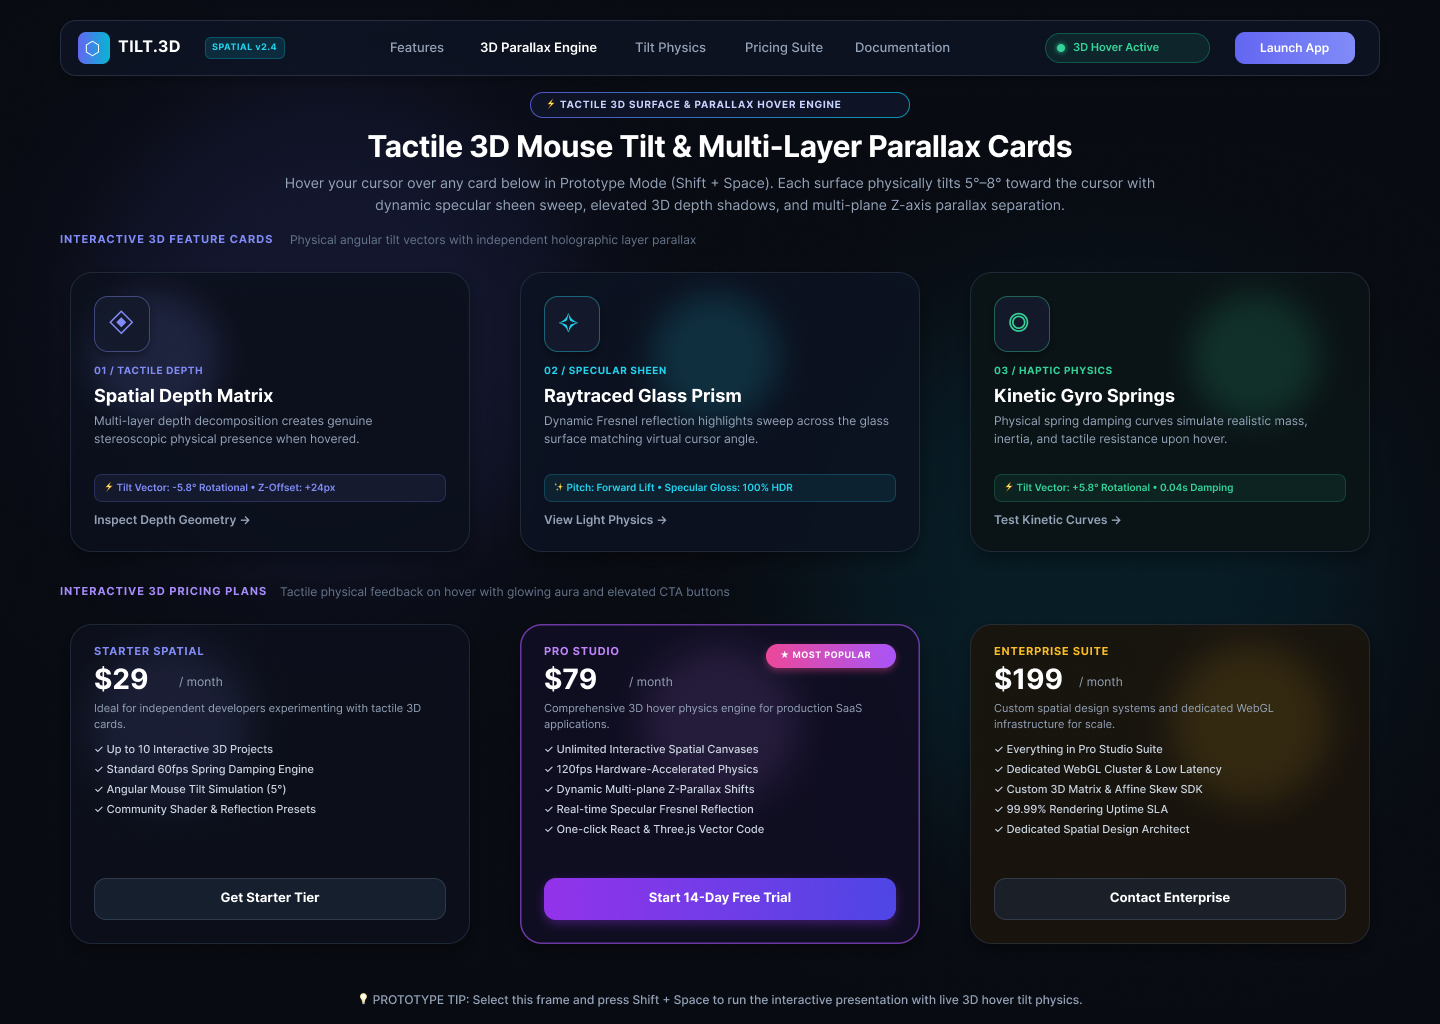 TILT.3D
SPATIAL v2.4
Features
3D Parallax Engine
Tilt Physics
Pricing Suite
Documentation
3D Hover Active
Launch App
⚡ TACTILE 3D SURFACE & PARALLAX HOVER ENGINE
Tactile 3D Mouse Tilt & Multi-Layer Parallax Cards
Hover your cursor over any card below in Prototype Mode (Shift + Space). Each surface physically tilts 5°–8° toward the cursor with
dynamic specular sheen sweep, elevated 3D depth shadows, and multi-plane Z-axis parallax separation.
INTERACTIVE 3D FEATURE CARDS
Physical angular tilt vectors with independent holographic layer parallax
01 / TACTILE DEPTH
Spatial Depth Matrix
Multi-layer depth decomposition creates genuine
stereoscopic physical presence when hovered.
⚡ Tilt Vector: -5.8° Rotational • Z-Offset: +24px
Inspect Depth Geometry →
02 / SPECULAR SHEEN
Raytraced Glass Prism
Dynamic Fresnel reflection highlights sweep across the glass
surface matching virtual cursor angle.
✨ Pitch: Forward Lift • Specular Gloss: 100% HDR
View Light Physics →
03 / HAPTIC PHYSICS
Kinetic Gyro Springs
Physical spring damping curves simulate realistic mass,
inertia, and tactile resistance upon hover.
⚡ Tilt Vector: +5.8° Rotational • 0.04s Damping
Test Kinetic Curves →
INTERACTIVE 3D PRICING PLANS
Tactile physical feedback on hover with glowing aura and elevated CTA buttons
STARTER SPATIAL
$29 / month
Ideal for independent developers experimenting with tactile 3D
cards.
✓ Up to 10 Interactive 3D Projects
✓ Standard 60fps Spring Damping Engine
✓ Angular Mouse Tilt Simulation (5°)
✓ Community Shader & Reflection Presets
Get Starter Tier
PRO STUDIO
★ MOST POPULAR
$79 / month
Comprehensive 3D hover physics engine for production SaaS
applications.
✓ Unlimited Interactive Spatial Canvases
✓ 120fps Hardware-Accelerated Physics
✓ Dynamic Multi-plane Z-Parallax Shifts
✓ Real-time Specular Fresnel Reflection
✓ One-click React & Three.js Vector Code
Start 14-Day Free Trial
ENTERPRISE SUITE
$199 / month
Custom spatial design systems and dedicated WebGL
infrastructure for scale.
✓ Everything in Pro Studio Suite
✓ Dedicated WebGL Cluster & Low Latency
✓ Custom 3D Matrix & Affine Skew SDK
✓ 99.99% Rendering Uptime SLA
✓ Dedicated Spatial Design Architect
Contact Enterprise
💡 PROTOTYPE TIP: Select this frame and press Shift + Space to run the interactive presentation with live 3D hover tilt physics.